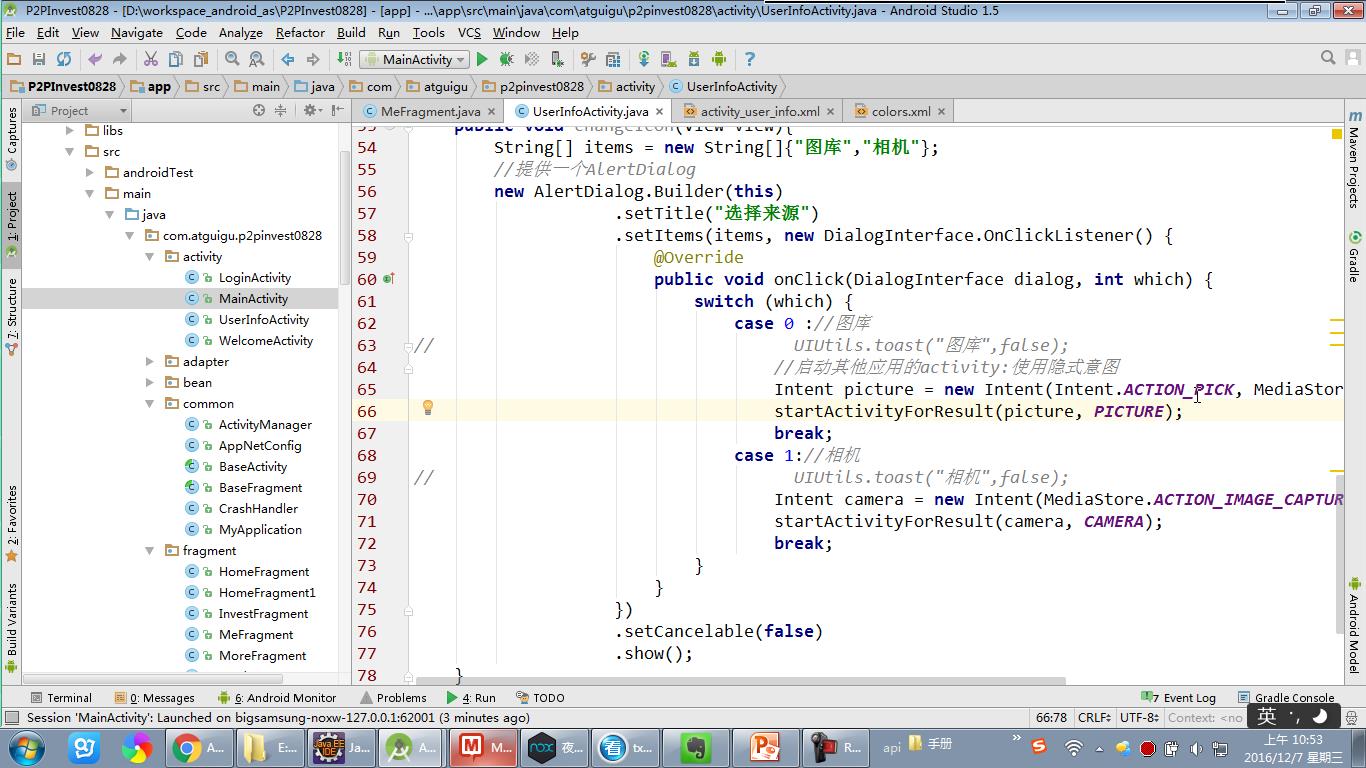 P2PInvest0828 - [D:\workspace_android_as\P2PInvest0828] - [app] - ...\app\src\main\java\com\atguigu\p2pinvest0828\activity\UserInfoActivity.java - Android Studio 1.5
File Edit View Navigate Code Analyze Refactor Build Run Tools VCS Window Help
MainActivity
P2PInvest0828 app src main java com atguigu p2pinvest0828 activity UserInfoActivity
Project MeFragment.java UserInfoActivity.java activity_user_info.xml colors.xml
Captures
1: Project
7: Structure
2: Favorites
Build Variants
libs
src
androidTest
main
java
com.atguigu.p2pinvest0828
activity
LoginActivity
MainActivity
UserInfoActivity
WelcomeActivity
adapter
bean
common
ActivityManager
AppNetConfig
BaseActivity
BaseFragment
CrashHandler
MyApplication
fragment
HomeFragment
HomeFragment1
InvestFragment
MeFragment
MoreFragment
53 public void changeIcon(View view){
54 String[] items = new String[]{"图库","相机"};
55 //提供一个AlertDialog
56 new AlertDialog.Builder(this)
57 .setTitle("选择来源")
58 .setItems(items, new DialogInterface.OnClickListener() {
59 @Override
60 public void onClick(DialogInterface dialog, int which) {
61 switch (which) {
62 case 0 ://图库
63 // UIUtils.toast("图库",false);
64 //启动其他应用的activity:使用隐式意图
65 Intent picture = new Intent(Intent.ACTION_PICK, MediaStor
66 startActivityForResult(picture, PICTURE);
67 break;
68 case 1://相机
69 // UIUtils.toast("相机",false);
70 Intent camera = new Intent(MediaStore.ACTION_IMAGE_CAPTUR
71 startActivityForResult(camera, CAMERA);
72 break;
73 }
74 }
75 })
76 .setCancelable(false)
77 .show();
78 }
Maven Projects
Gradle
Android Model
Terminal 0: Messages 6: Android Monitor Problems 4: Run TODO 7 Event Log Gradle Console
Session 'MainActivity': Launched on bigsamsung-noxw-127.0.0.1:62001 (3 minutes ago) 66:78 CRLF UTF-8 Context: <no
英
A... E:... Ja... A... M... 夜... tx... R... api 手册
上午 10:53
2016/12/7 星期三